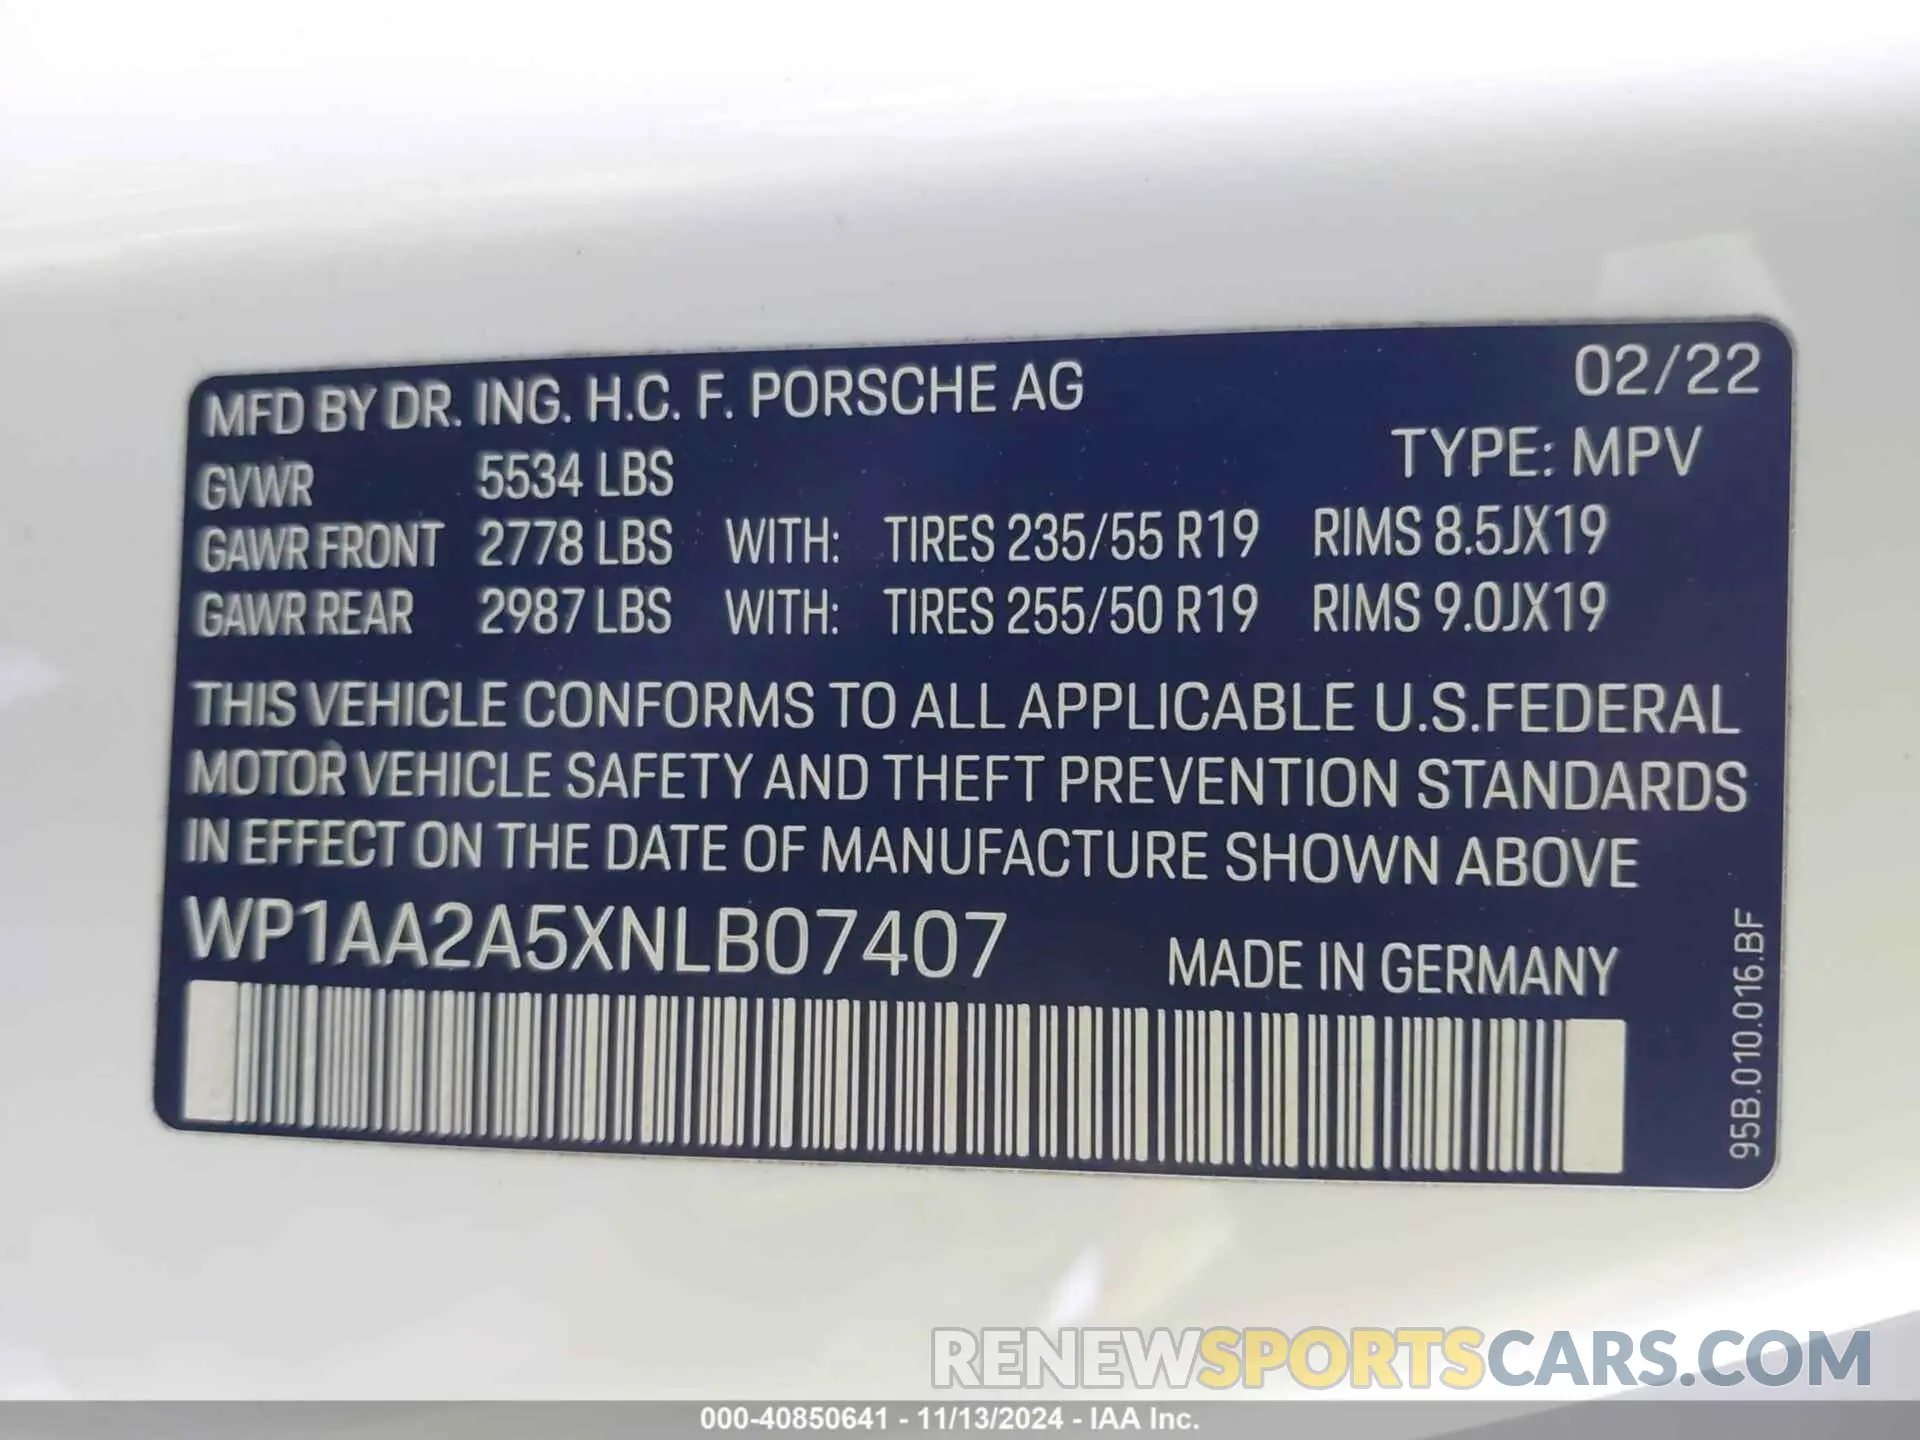 MFD BY DR. ING. H.C. F. PORSCHE AG 02/22
GVWR 5534 LBS TYPE: MPV
GAWR FRONT 2778 LBS WITH: TIRES 235/55 R19 RIMS 8.5JX19
GAWR REAR 2987 LBS WITH: TIRES 255/50 R19 RIMS 9.0JX19
THIS VEHICLE CONFORMS TO ALL APPLICABLE U.S.FEDERAL
MOTOR VEHICLE SAFETY AND THEFT PREVENTION STANDARDS
IN EFFECT ON THE DATE OF MANUFACTURE SHOWN ABOVE
WP1AA2A5XNLB07407
MADE IN GERMANY
95B.010.016.BF
RENEWSPORTSCARS.COM
000-40850641 - 11/13/2024 - IAA Inc.